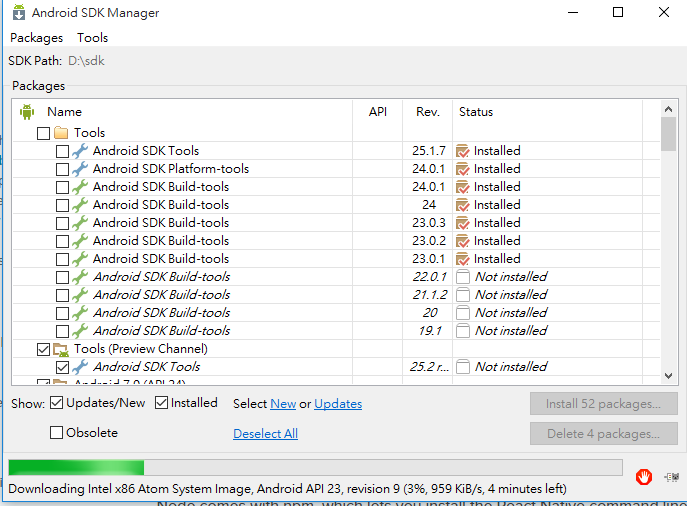 Android SDK Manager
Packages Tools
SDK Path: D:\sdk
Packages
Name API Rev. Status
Tools
Android SDK Tools 25.1.7 Installed
Android SDK Platform-tools 24.0.1 Installed
Android SDK Build-tools 24.0.1 Installed
Android SDK Build-tools 24 Installed
Android SDK Build-tools 23.0.3 Installed
Android SDK Build-tools 23.0.2 Installed
Android SDK Build-tools 23.0.1 Installed
Android SDK Build-tools 22.0.1 Not installed
Android SDK Build-tools 21.1.2 Not installed
Android SDK Build-tools 20 Not installed
Android SDK Build-tools 19.1 Not installed
Tools (Preview Channel)
Android SDK Tools 25.2 r... Not installed
Android 7.0 (API 24)
Show: Updates/New Installed Select New or Updates Install 52 packages...
Obsolete Deselect All Delete 4 packages...
Downloading Intel x86 Atom System Image, Android API 23, revision 9 (3%, 959 KiB/s, 4 minutes left)
Node comes with npm, which lets you install the React Native command line